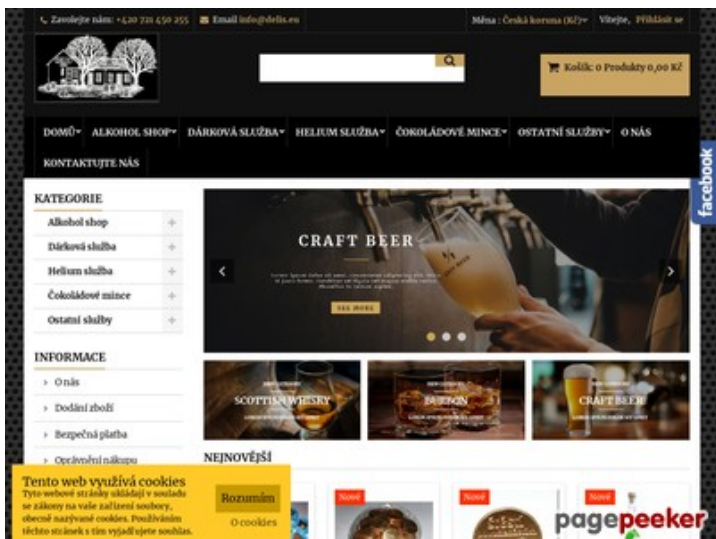 Zavolejte nám: +420 721 450 255
Email info@delis.eu
Měna : Česká koruna (Kč)
Vítejte, Přihlásit se
Košík: 0 Produkty 0,00 Kč
DOMŮ
ALKOHOL SHOP
DÁRKOVÁ SLUŽBA
HELIUM SLUŽBA
ČOKOLÁDOVÉ MINCE
OSTATNÍ SLUŽBY
O NÁS
KONTAKTUJTE NÁS
facebook
KATEGORIE
Alkohol shop
Dárková služba
Helium služba
Čokoládové mince
Ostatní služby
CRAFT BEER
SEE MORE
INFORMACE
O nás
Dodání zboží
Bezpečná platba
Oprávnění nákupu
SCOTTISH WHISKY
BURBON
CRAFT BEER
NEJNOVĚJŠÍ
Nové
Nové
Nové
Tento web využívá cookies
Tyto webové stránky ukládají v souladu
se zákony na vaše zařízení soubory,
obecně nazývané cookies. Používáním
těchto stránek s tím vyjadřujete souhlas.
Rozumím
O cookies
pagepeeker